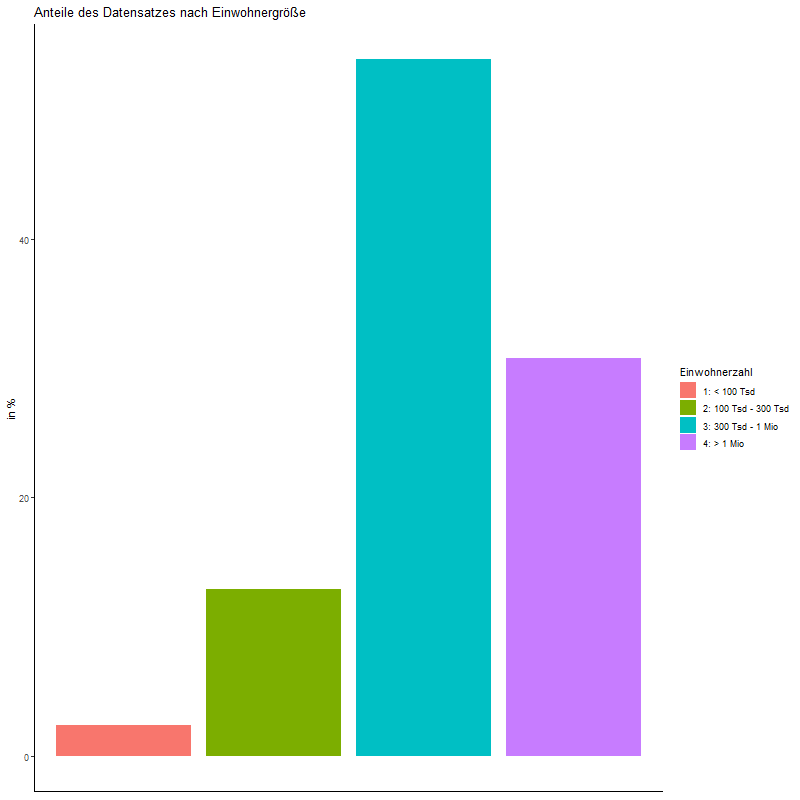 Anteile des Datensatzes nach Einwohnergröße
in %
40
20
0
Einwohnerzahl
1: < 100 Tsd
2: 100 Tsd - 300 Tsd
3: 300 Tsd - 1 Mio
4: > 1 Mio